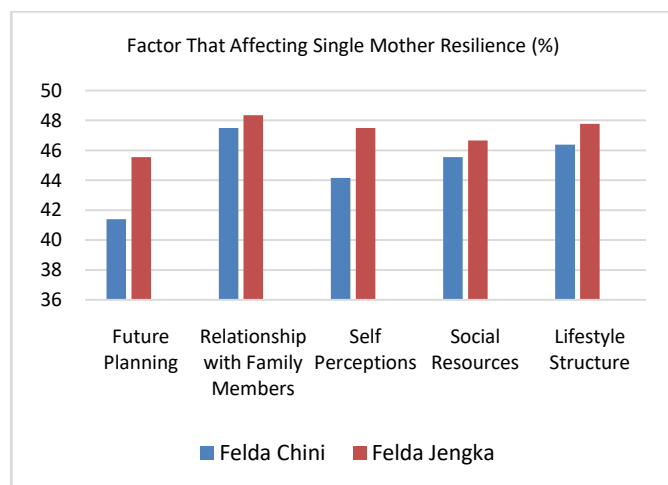 Factor That Affecting Single Mother Resilience (%)
50
48
46
44
42
40
38
36
Future Planning
Relationship with Family Members
Self Perceptions
Social Resources
Lifestyle Structure
Felda Chini
Felda Jengka